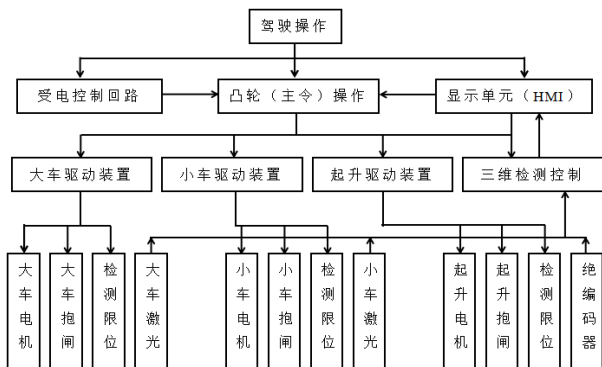 驾驶操作
受电控制回路
凸轮（主令）操作
显示单元（HMI）
大车驱动装置
小车驱动装置
起升驱动装置
三维检测控制
大车电机
大车抱闸
检测限位
大车激光
小车电机
小车抱闸
检测限位
小车激光
起升电机
起升抱闸
检测限位
绝编码器